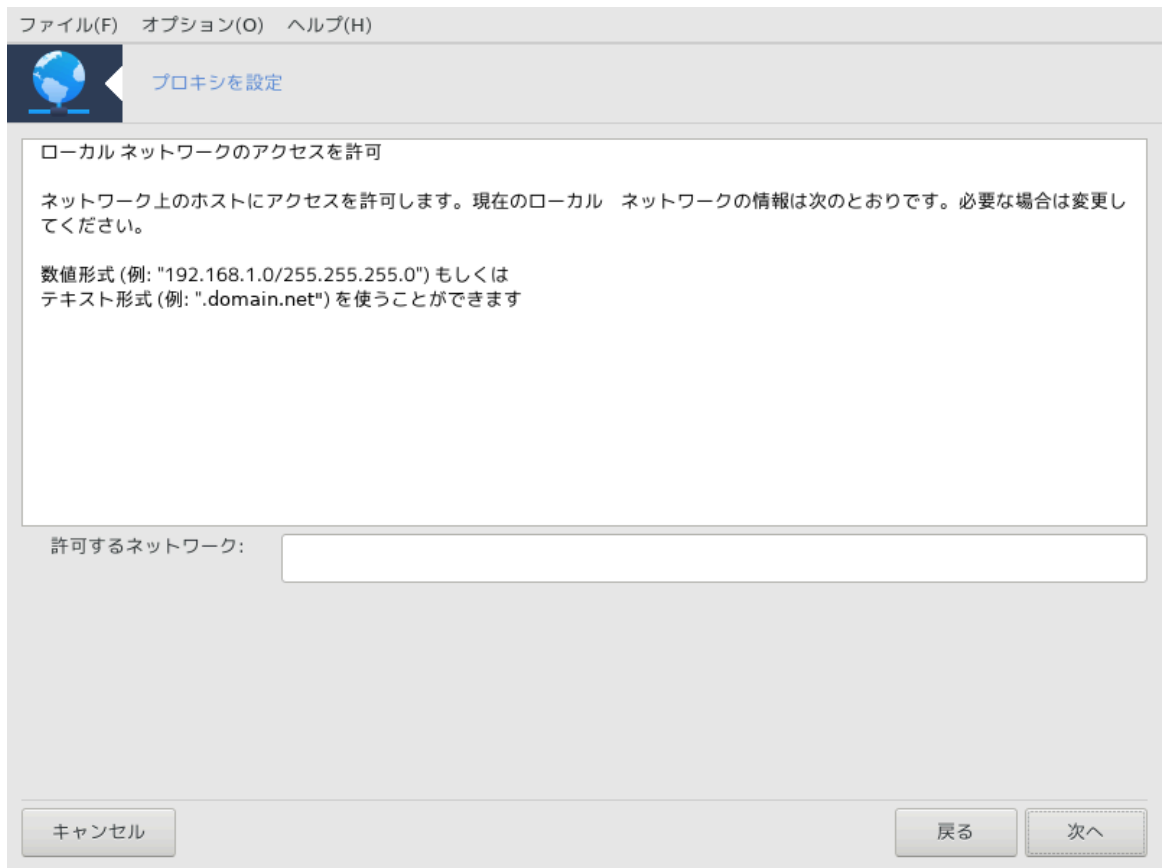 ファイル(F) オプション(O) ヘルプ(H)
プロキシを設定
ローカル ネットワークのアクセスを許可
ネットワーク上のホストにアクセスを許可します。現在のローカル　ネットワークの情報は次のとおりです。必要な場合は変更し
てください。
数値形式 (例: "192.168.1.0/255.255.255.0") もしくは
テキスト形式 (例: ".domain.net") を使うことができます
許可するネットワーク:
キャンセル 戻る 次へ